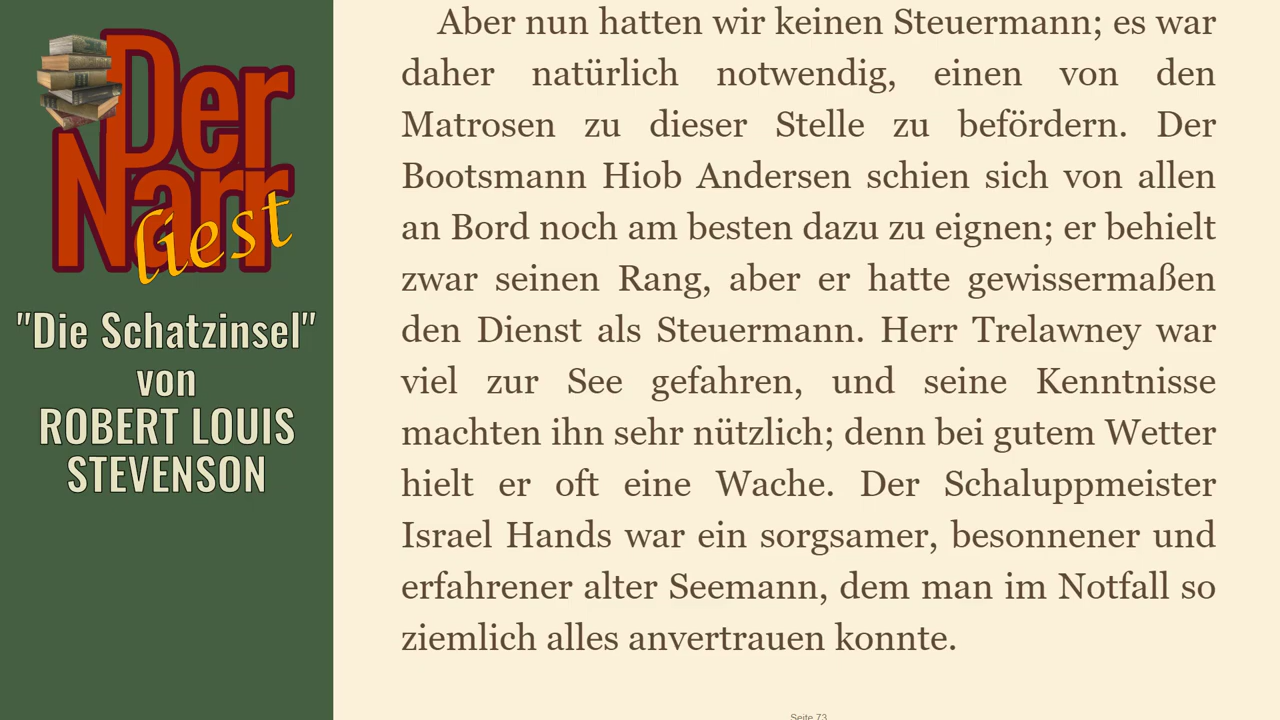 Der
Narr
liest
"Die Schatzinsel"
von
ROBERT LOUIS
STEVENSON
Aber nun hatten wir keinen Steuermann; es war
daher natürlich notwendig, einen von den
Matrosen zu dieser Stelle zu befördern. Der
Bootsmann Hiob Andersen schien sich von allen
an Bord noch am besten dazu zu eignen; er behielt
zwar seinen Rang, aber er hatte gewissermaßen
den Dienst als Steuermann. Herr Trelawney war
viel zur See gefahren, und seine Kenntnisse
machten ihn sehr nützlich; denn bei gutem Wetter
hielt er oft eine Wache. Der Schaluppmeister
Israel Hands war ein sorgsamer, besonnener und
erfahrener alter Seemann, dem man im Notfall so
ziemlich alles anvertrauen konnte.
Seite 73